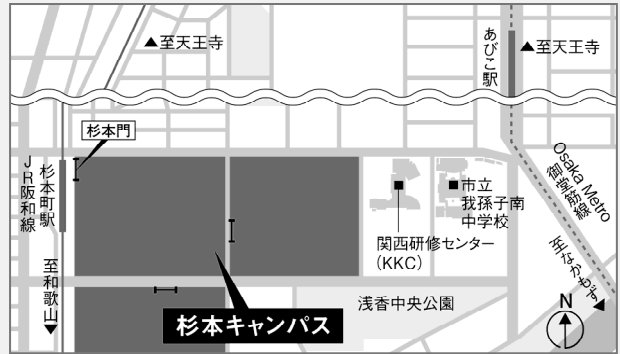 ▲至天王寺
あびこ駅
▲至天王寺
杉本門
杉本町駅
JR阪和線
至和歌山▼
市立
我孫子南
中学校
関西研修センター
(KKC)
Osaka Metro
御堂筋線
至なかもず▶
浅香中央公園
杉本キャンパス
N